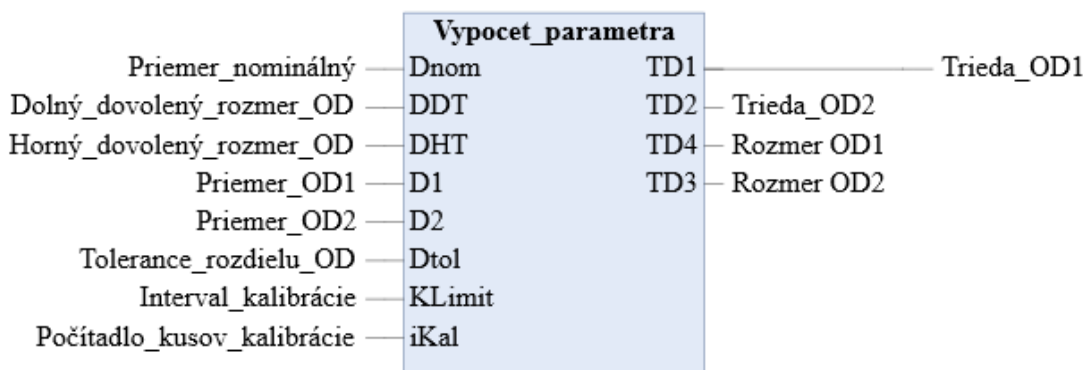 Vypocet_parametra
Priemer_nominálný Dnom TD1 Trieda_OD1
Dolný_dovolený_rozmer_OD DDT TD2 Trieda_OD2
Horný_dovolený_rozmer_OD DHT TD4 Rozmer OD1
Priemer_OD1 D1 TD3 Rozmer OD2
Priemer_OD2 D2
Tolerance_rozdielu_OD Dtol
Interval_kalibrácie KLimit
Počítadlo_kusov_kalibrácie iKal